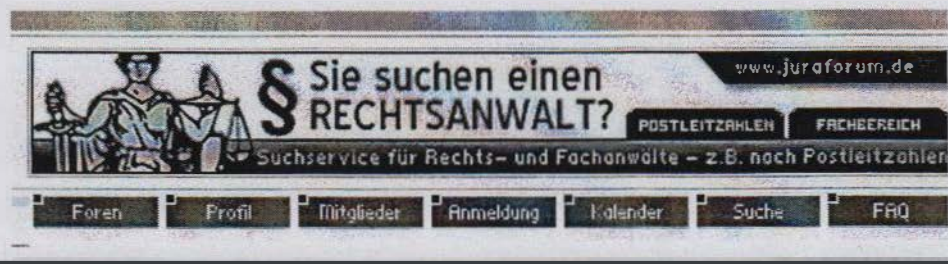 www.juraforum.de
§ Sie suchen einen
RECHTSANWALT?
POSTLEITZAHLEN FACHBEREICH
Suchservice für Rechts- und Fachanwälte - z.B. nach Postleitzahlen
Foren Profil Mitglieder Anmeldung Kalender Suche FAQ